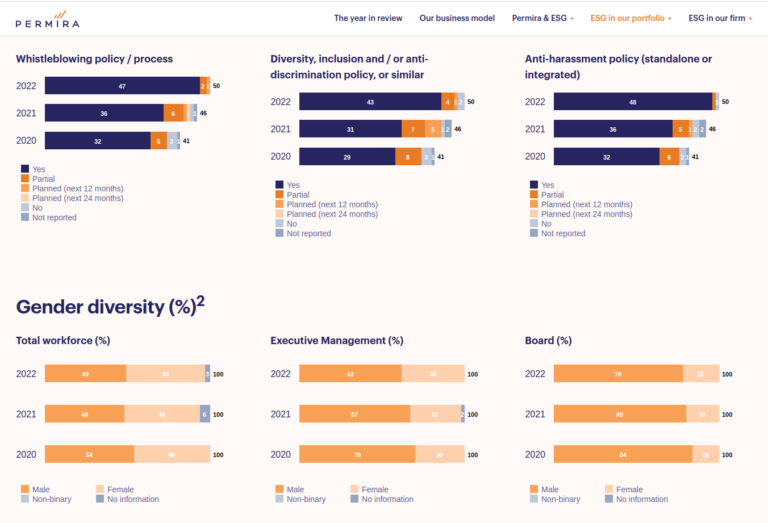 PERMIRA
The year in review Our business model Permira & ESG ESG in our portfolio ESG in our firm
Whistleblowing policy / process
2022 47 2 1 50
2021 36 6 46
2020 32 5 41
Yes
Partial
Planned (next 12 months)
Planned (next 24 months)
No
Not reported
Diversity, inclusion and / or anti-
discrimination policy, or similar
2022 43 4 1 2 50
2021 31 7 5 1 2 46
2020 29 8 3 1 41
Yes
Partial
Planned (next 12 months)
Planned (next 24 months)
No
Not reported
Anti-harassment policy (standalone or
integrated)
2022 48 50
2021 36 5 1 2 2 46
2020 32 6 2 1 41
Yes
Partial
Planned (next 12 months)
Planned (next 24 months)
No
Not reported
Gender diversity (%)2
Total workforce (%)
2022 49 48 3 100
2021 48 46 6 100
2020 54 46 100
Male Female
Non-binary No information
Executive Management (%)
2022 62 38 100
2021 67 31 100
2020 70 30 100
Male Female
Non-binary No information
Board (%)
2022 78 22 100
2021 80 20 100
2020 84 16 100
Male Female
Non-binary No information